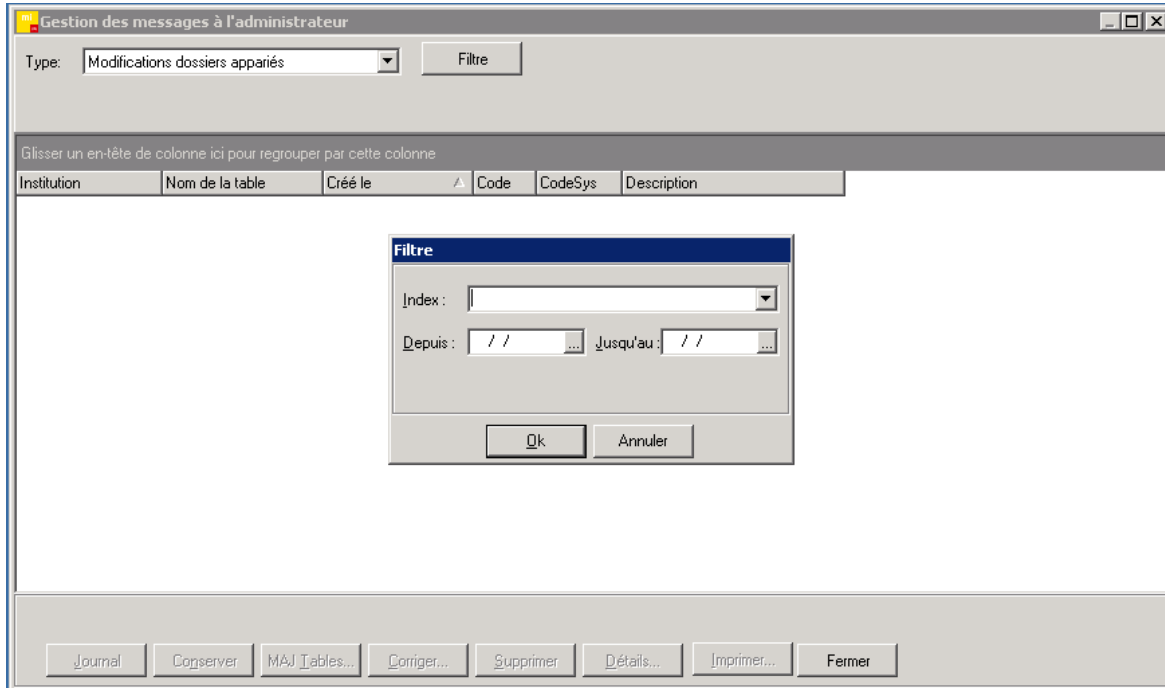 Gestion des messages à l'administrateur
Type: Modifications dossiers appariés Filtre
Glisser un en-tête de colonne ici pour regrouper par cette colonne
Institution Nom de la table Créé le Code CodeSys Description
Filtre
Index :
Depuis : / / ... Jusqu'au : / / ...
Ok Annuler
Journal Conserver MAJ Tables... Corriger... Supprimer Détails... Imprimer... Fermer